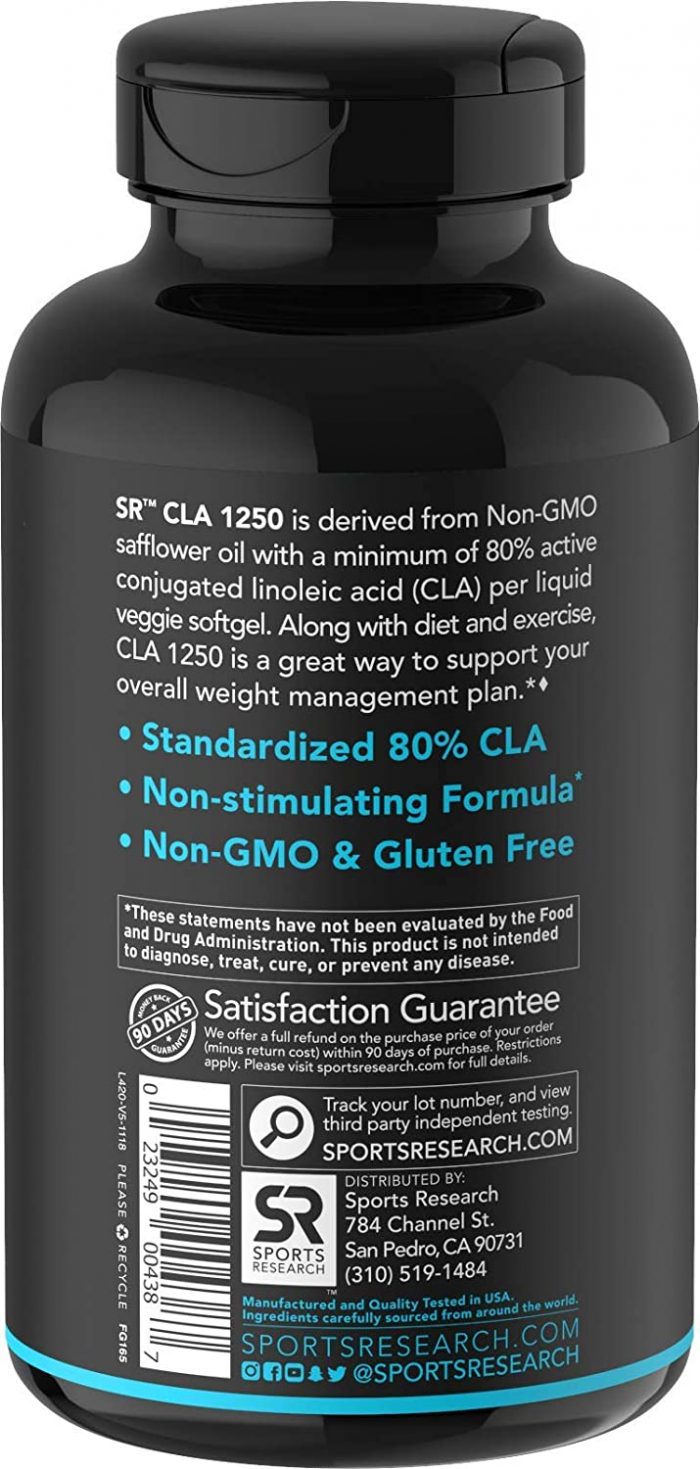 SR™ CLA 1250 is derived from Non-GMO
safflower oil with a minimum of 80% active
conjugated linoleic acid (CLA) per liquid
veggie softgel. Along with diet and exercise,
CLA 1250 is a great way to support your
overall weight management plan.*♦
• Standardized 80% CLA
• Non-stimulating Formula*
• Non-GMO & Gluten Free
*These statements have not been evaluated by the Food
and Drug Administration. This product is not intended
to diagnose, treat, cure, or prevent any disease.
MONEY BACK
90 DAYS
GUARANTEE
Satisfaction Guarantee
We offer a full refund on the purchase price of your order
(minus return cost) within 90 days of purchase. Restrictions
apply. Please visit sportsresearch.com for full details.
L420-V5-1118 PLEASE RECYCLE FG165
0 23249 00438 7
Track your lot number, and view
third party independent testing.
SPORTSRESEARCH.COM
SR
SPORTS
RESEARCH
™
DISTRIBUTED BY:
Sports Research
784 Channel St.
San Pedro, CA 90731
(310) 519-1484
Manufactured and Quality Tested in USA.
Ingredients carefully sourced from around the world.
SPORTSRESEARCH.COM
@SPORTSRESEARCH